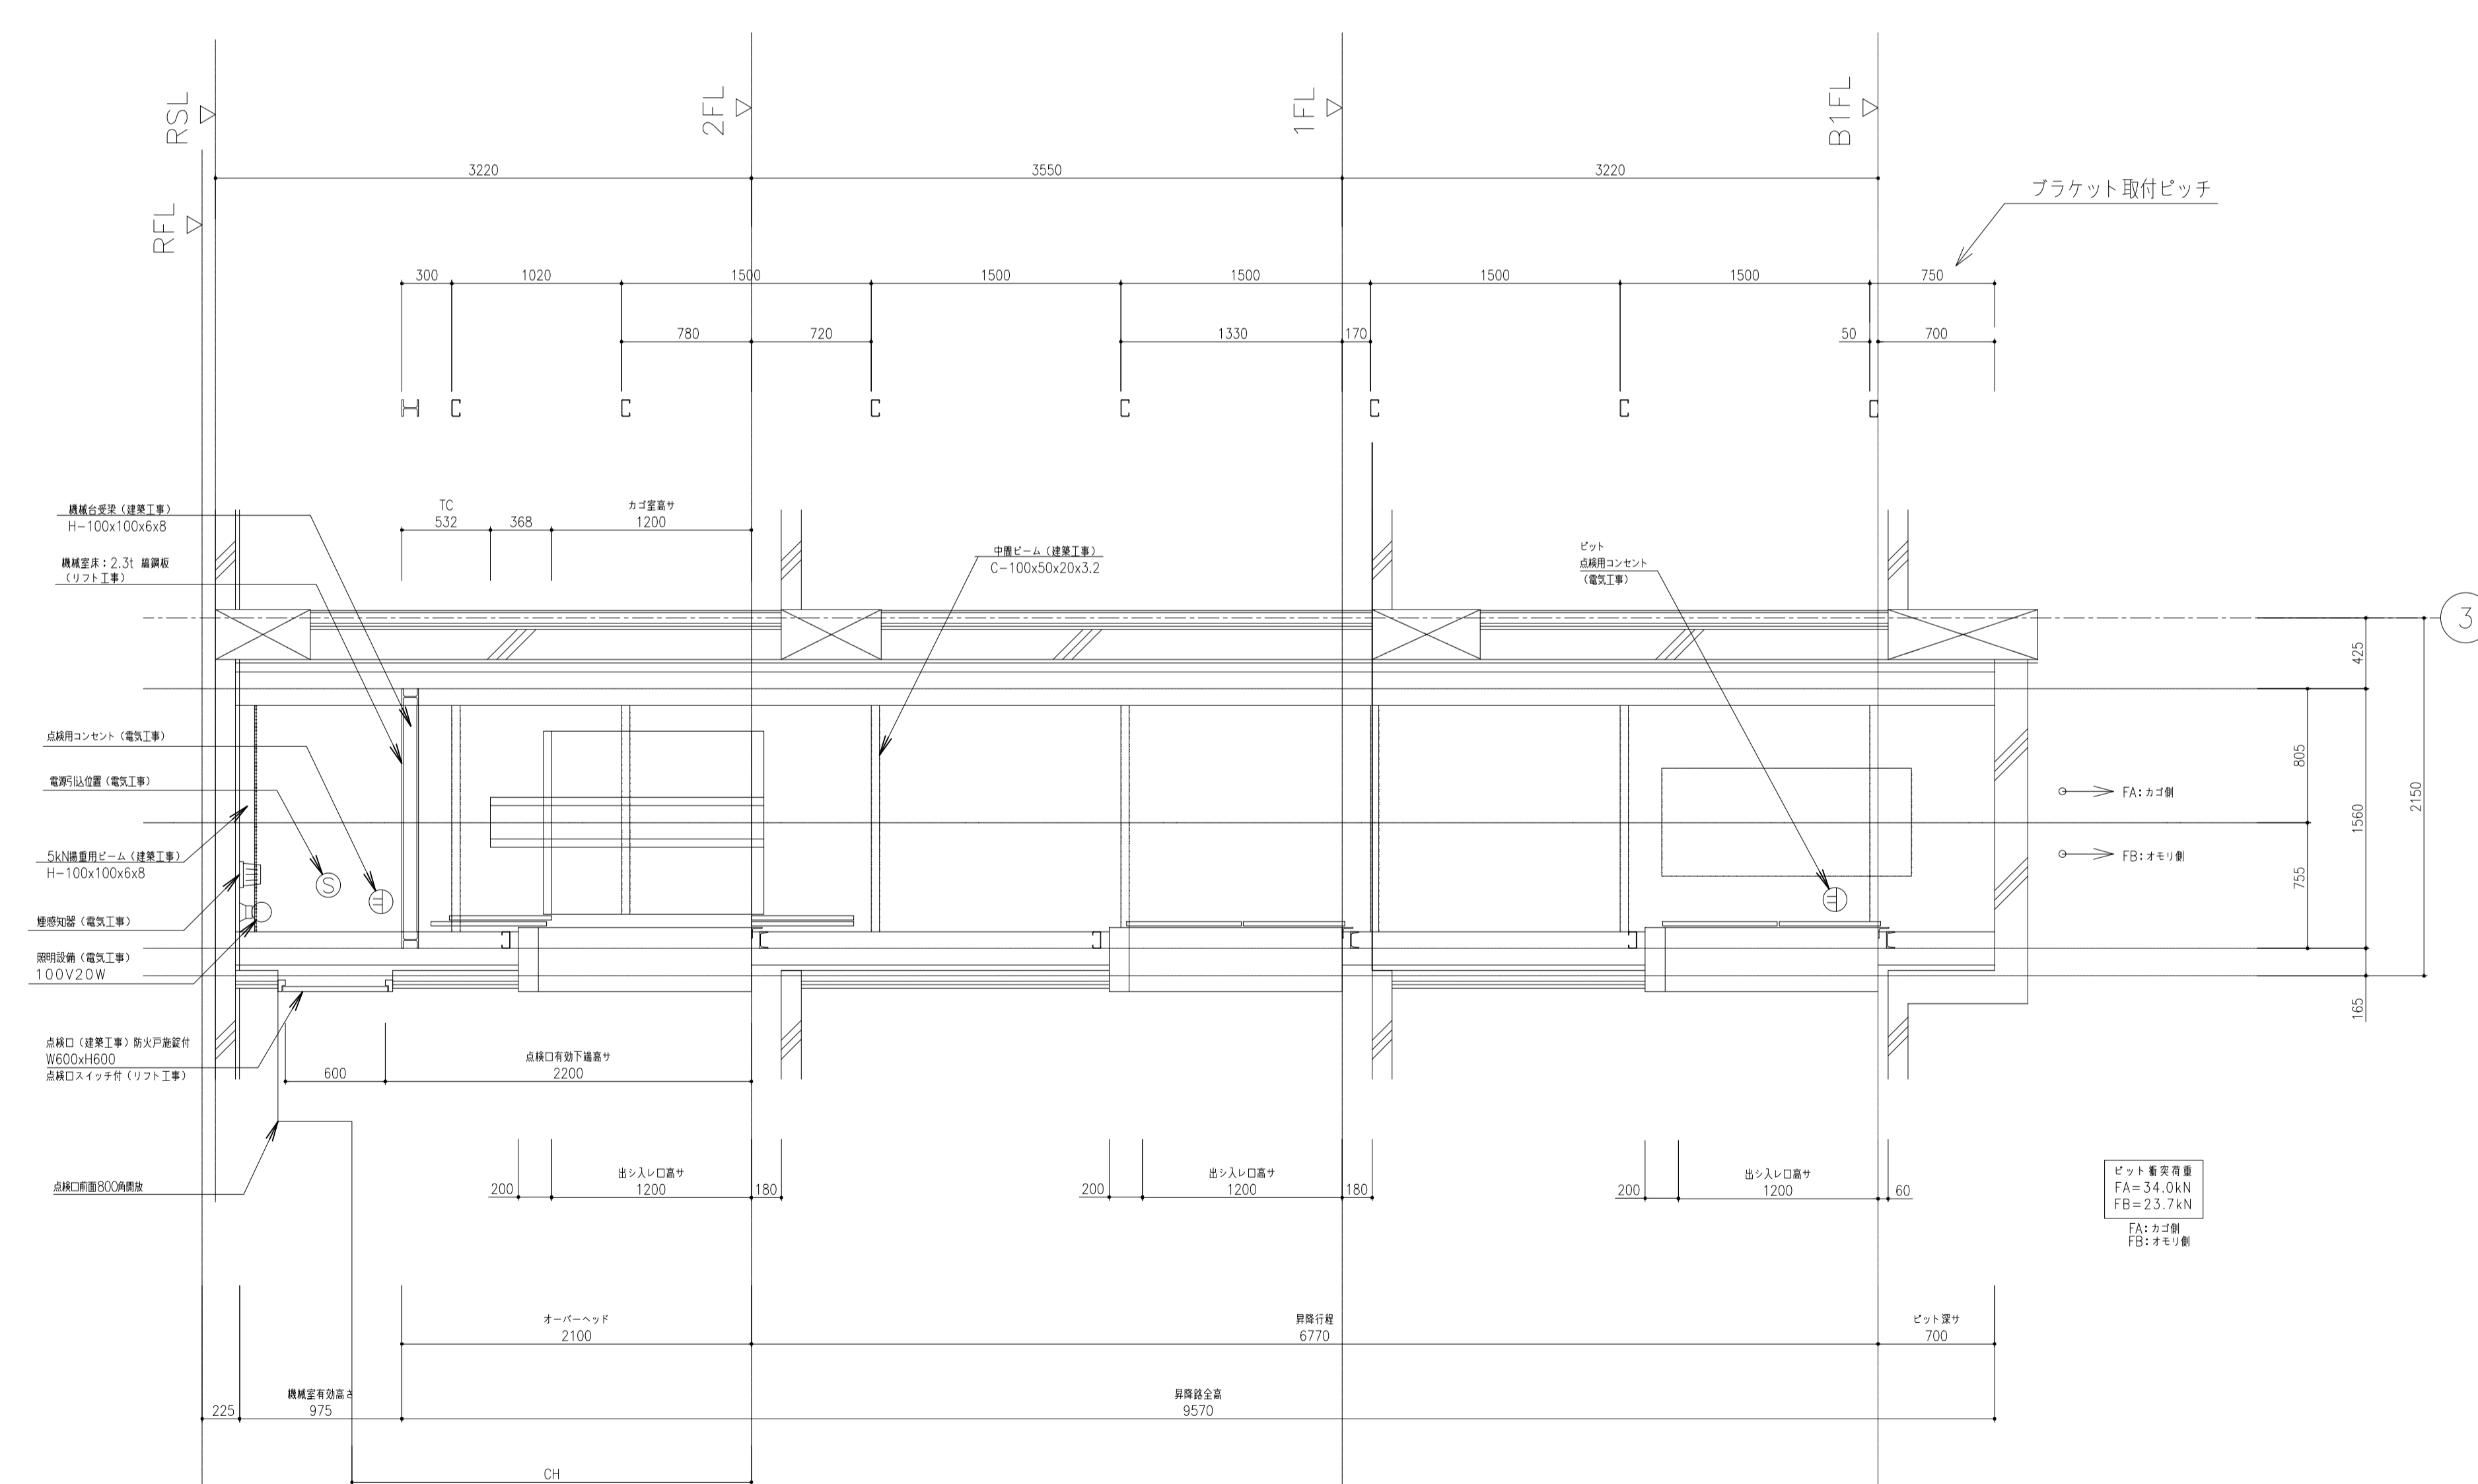 RSL
2FL
1FL
B1FL
RFL
3220
3550
3220
ブラケット取付ピッチ
300
1020
1500
1500
1500
1500
1500
750
780
720
1330
170
50
700
機械台受梁(建築工事)
H-100x100x6x8
機械室床:2.3t 縞鋼板
(リフト工事)
TC
532
368
カゴ室高サ
1200
中間ビーム(建築工事)
C-100x50x20x3.2
ピット
点検用コンセント
(電気工事)
3
425
805
1560
2150
755
165
点検用コンセント(電気工事)
電源引込位置(電気工事)
5kN揚重用ビーム(建築工事)
H-100x100x6x8
煙感知器(電気工事)
照明設備(電気工事)
100V20W
S
FA:カゴ側
FB:オモリ側
点検口(建築工事)防火戸施錠付
W600xH600
点検口スイッチ付(リフト工事)
600
点検口有効下端高サ
2200
点検口前面800角開放
200
出シ入レ口高サ
1200
180
200
出シ入レ口高サ
1200
180
200
出シ入レ口高サ
1200
60
ピット衝突荷重
FA=34.0kN
FB=23.7kN
FA:カゴ側
FB:オモリ側
オーバーヘッド
2100
昇降行程
6770
ピット深サ
700
225
機械室有効高さ
975
昇降路全高
9570
CH